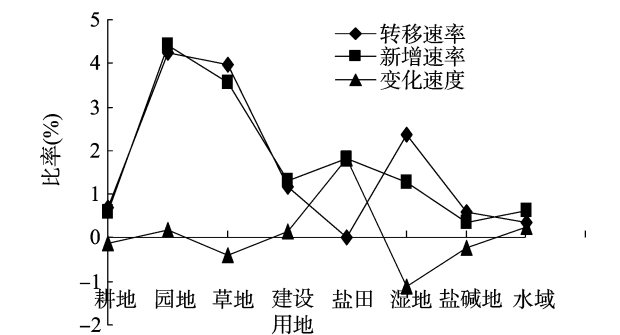 5
转移速率
新增速率
4
变化速度
3
比率(%)
2
1
0
-1
耕地 园地 草地 建设用地 盐田 湿地 盐碱地 水域
-2